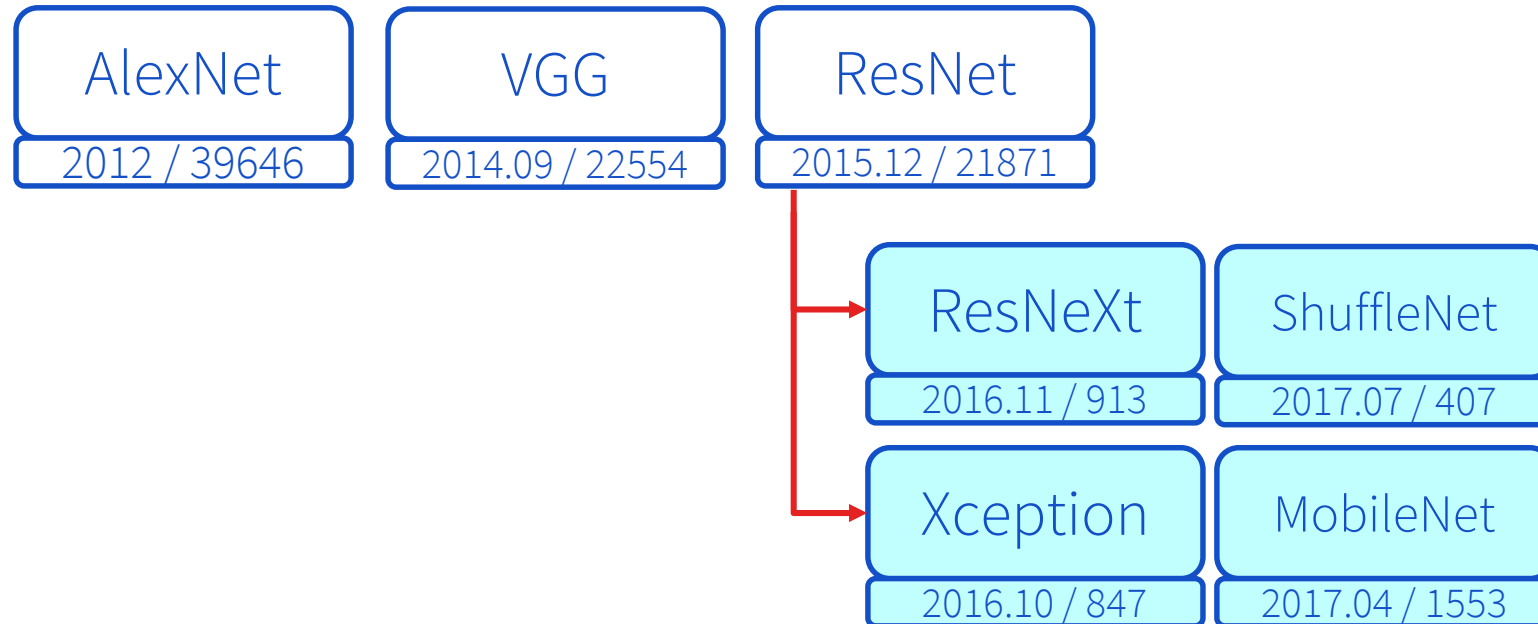 AlexNet
2012 / 39646
VGG
2014.09 / 22554
ResNet
2015.12 / 21871
ResNeXt
2016.11 / 913
ShuffleNet
2017.07 / 407
Xception
2016.10 / 847
MobileNet
2017.04 / 1553